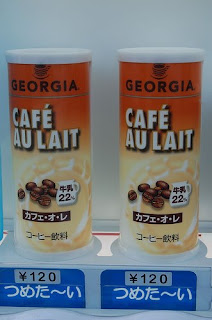 GEORGIA
CAFÉ
AU LAIT
牛乳
22%
カフェ・オ・レ
コーヒー飲料
¥120
つめた〜い
GEORGIA
CAFÉ
AU LAIT
牛乳
22%
カフェ・オ・レ
コーヒー飲料
¥120
つめた〜い